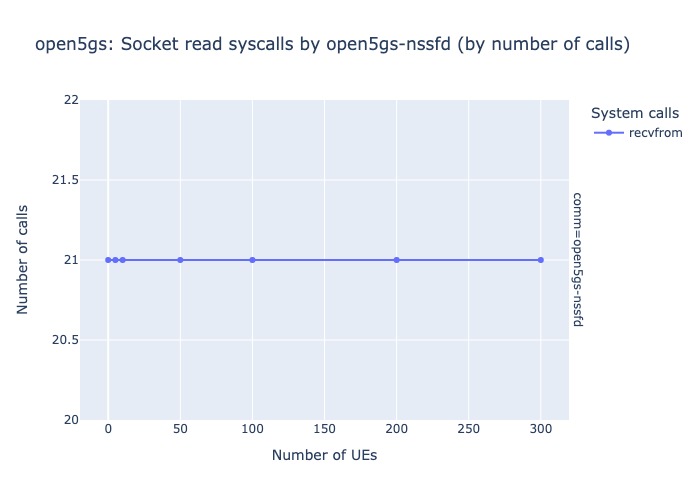 open5gs: Socket read syscalls by open5gs-nssfd (by number of calls)
System calls
recvfrom
22
21.5
21
20.5
20
Number of calls
comm=open5gs-nssfd
0 50 100 150 200 250 300
Number of UEs